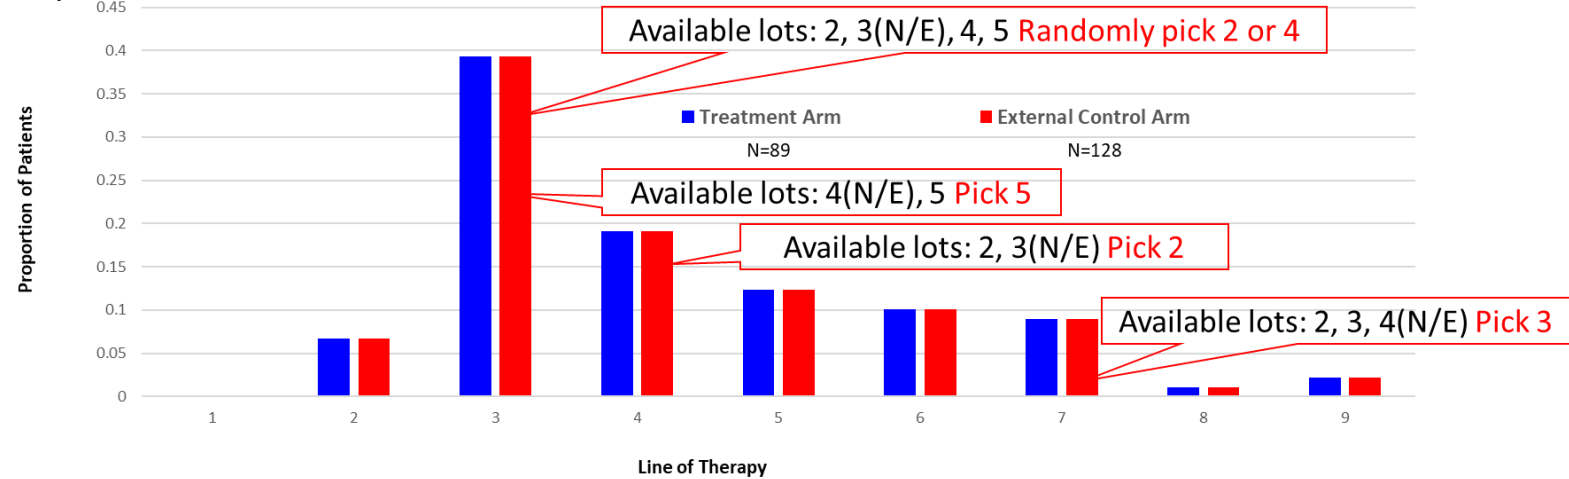 0.45
Available lots: 2, 3(N/E), 4, 5 Randomly pick 2 or 4
0.4
0.35
Treatment Arm
External Control Arm
0.3
N=89
N=128
0.25
Available lots: 4(N/E), 5 Pick 5
0.2
Available lots: 2, 3(N/E) Pick 2
0.15
0.1
Available lots: 2, 3, 4(N/E) Pick 3
0.05
0
1 2 3 4 5 6 7 8 9
Line of Therapy
Proportion of Patients